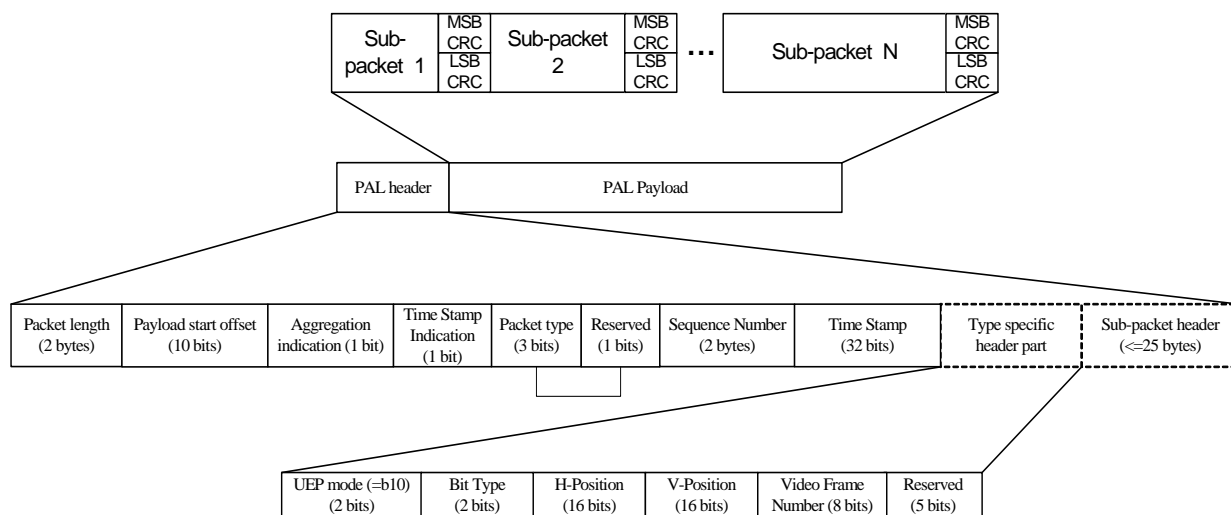 Sub-
packet 1
MSB
CRC
LSB
CRC
Sub-packet
2
MSB
CRC
LSB
CRC
...
Sub-packet N
MSB
CRC
LSB
CRC
PAL header
PAL Payload
Packet length
(2 bytes)
Payload start offset
(10 bits)
Aggregation
indication (1 bit)
Time Stamp
Indication
(1 bit)
Packet type
(3 bits)
Reserved
(1 bits)
Sequence Number
(2 bytes)
Time Stamp
(32 bits)
Type specific
header part
Sub-packet header
(<=25 bytes)
UEP mode (=b10)
(2 bits)
Bit Type
(2 bits)
H-Position
(16 bits)
V-Position
(16 bits)
Video Frame
Number (8 bits)
Reserved
(5 bits)